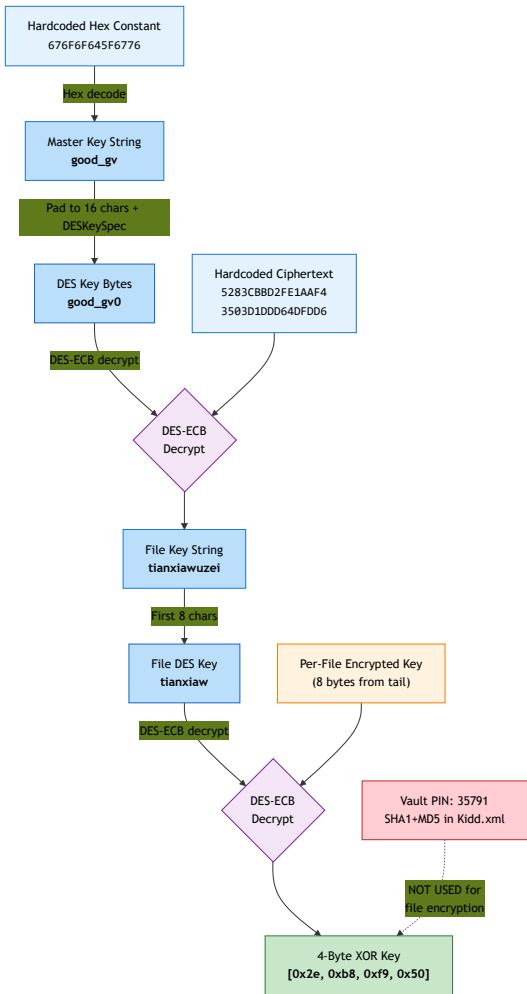 Hardcoded Hex Constant
676F6F645F6776
Hex decode
Master Key String
good_gv
Pad to 16 chars +
DESKeySpec
DES Key Bytes
good_gv0
Hardcoded Ciphertext
5283CBBD2FE1AAF4
3503D1DDD64DFDD6
DES-ECB decrypt
DES-ECB
Decrypt
File Key String
tianxiawuzei
First 8 chars
File DES Key
tianxiaw
Per-File Encrypted Key
(8 bytes from tail)
DES-ECB decrypt
DES-ECB
Decrypt
Vault PIN: 35791
SHA1+MD5 in Kidd.xml
NOT USED for
file encryption
4-Byte XOR Key
[0x2e, 0xb8, 0xf9, 0x50]